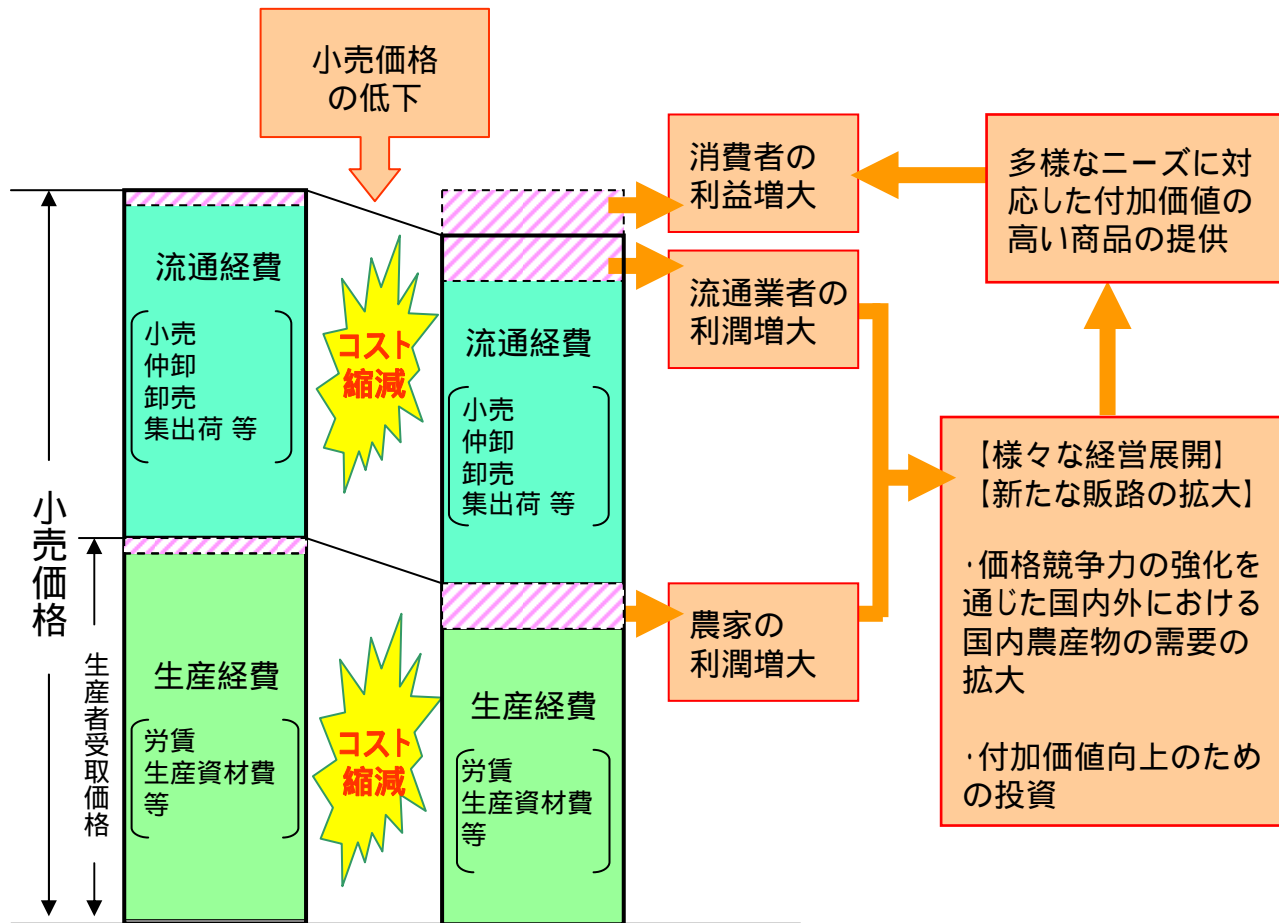 小売価格
の低下
消費者の
利益増大
多様なニーズに対
応した付加価値の
高い商品の提供
流通経費
小売
仲卸
卸売
集出荷 等
コスト
縮減
流通経費
小売
仲卸
卸売
集出荷 等
流通業者の
利潤増大
小売価格
生産者受取価格
生産経費
労賃
生産資材費
等
コスト
縮減
生産経費
労賃
生産資材費
等
農家の
利潤増大
【様々な経営展開】
【新たな販路の拡大】
・価格競争力の強化を
通じた国内外における
国内農産物の需要の
拡大
・付加価値向上のため
の投資